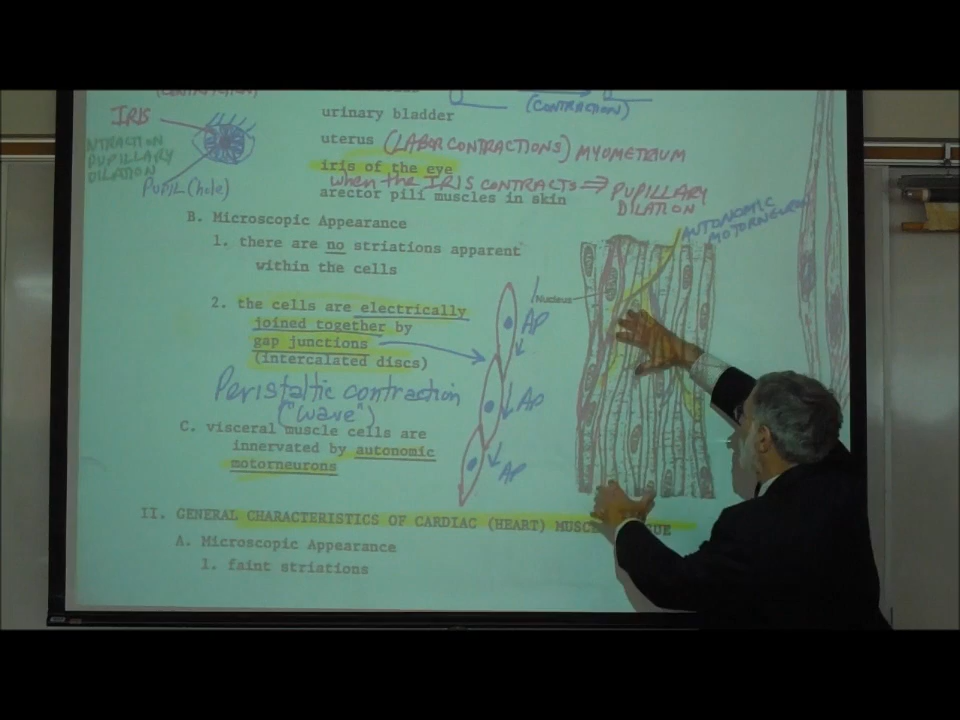 (CONTRACTION)
urinary bladder
IRIS
uterus (LABOR CONTRACTIONS) MYOMETRIUM
PUPILLARY
DILATION
iris of the eye
PUPIL (hole)
when the IRIS CONTRACTS ⇒ PUPILLARY
DILATION
arector pili muscles in skin
AUTONOMIC
MOTORNEURON
B. Microscopic Appearance
1. there are no striations apparent
within the cells
Nucleus
2. the cells are electrically
joined together by
gap junctions
(intercalated discs)
AP
AP
AP
Peristaltic contraction
("wave")
C. visceral muscle cells are
innervated by autonomic
motorneurons
II. GENERAL CHARACTERISTICS OF CARDIAC (HEART)
A. Microscopic Appearance
1. faint striations